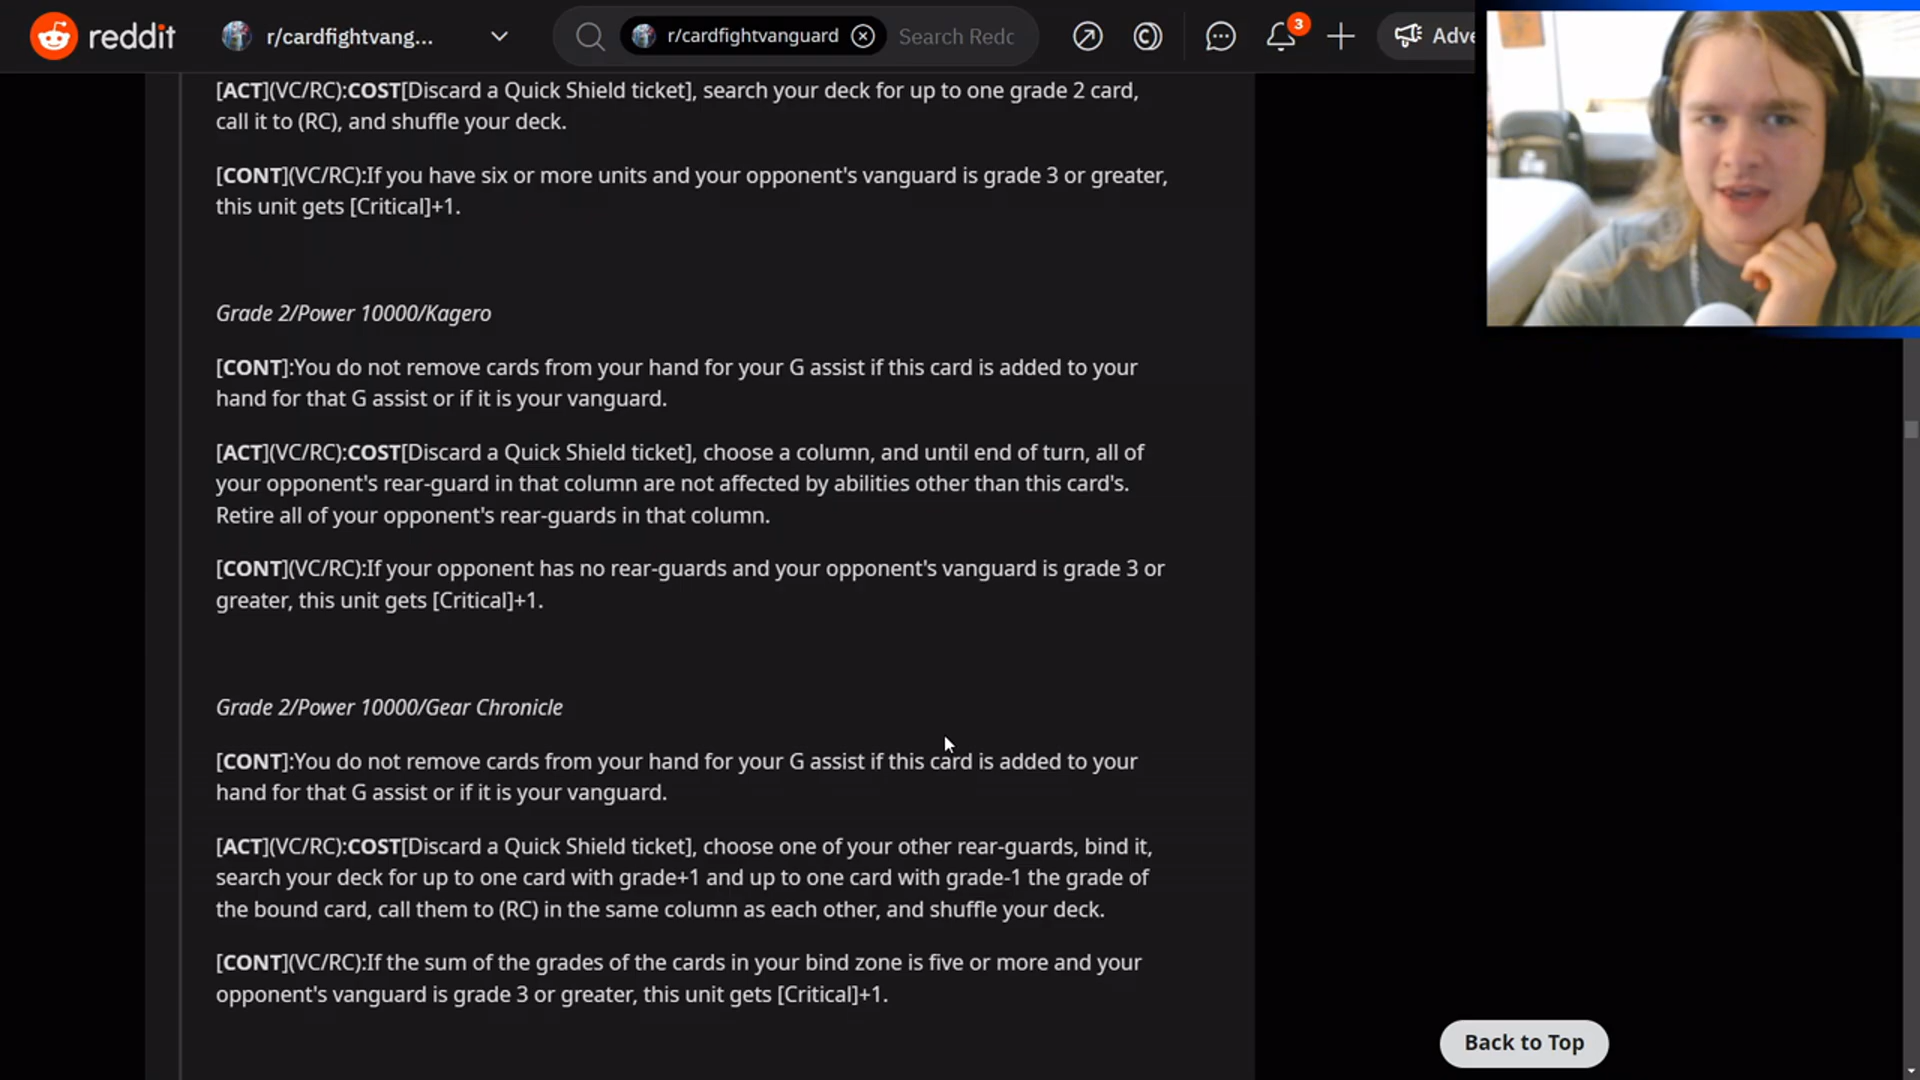 reddit
r/cardfightvang...
r/cardfightvanguard
Search Redc
3
Adve
[ACT](VC/RC):COST[Discard a Quick Shield ticket], search your deck for up to one grade 2 card,
call it to (RC), and shuffle your deck.
[CONT](VC/RC):If you have six or more units and your opponent's vanguard is grade 3 or greater,
this unit gets [Critical]+1.
Grade 2/Power 10000/Kagero
[CONT]:You do not remove cards from your hand for your G assist if this card is added to your
hand for that G assist or if it is your vanguard.
[ACT](VC/RC):COST[Discard a Quick Shield ticket], choose a column, and until end of turn, all of
your opponent's rear-guard in that column are not affected by abilities other than this card's.
Retire all of your opponent's rear-guards in that column.
[CONT](VC/RC):If your opponent has no rear-guards and your opponent's vanguard is grade 3 or
greater, this unit gets [Critical]+1.
Grade 2/Power 10000/Gear Chronicle
[CONT]:You do not remove cards from your hand for your G assist if this card is added to your
hand for that G assist or if it is your vanguard.
[ACT](VC/RC):COST[Discard a Quick Shield ticket], choose one of your other rear-guards, bind it,
search your deck for up to one card with grade+1 and up to one card with grade-1 the grade of
the bound card, call them to (RC) in the same column as each other, and shuffle your deck.
[CONT](VC/RC):If the sum of the grades of the cards in your bind zone is five or more and your
opponent's vanguard is grade 3 or greater, this unit gets [Critical]+1.
Back to Top